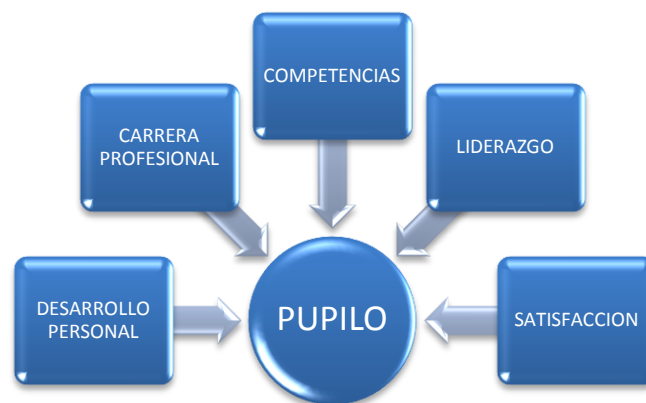 COMPETENCIAS
CARRERA
PROFESIONAL
LIDERAZGO
DESARROLLO
PERSONAL
PUPILO
SATISFACCION